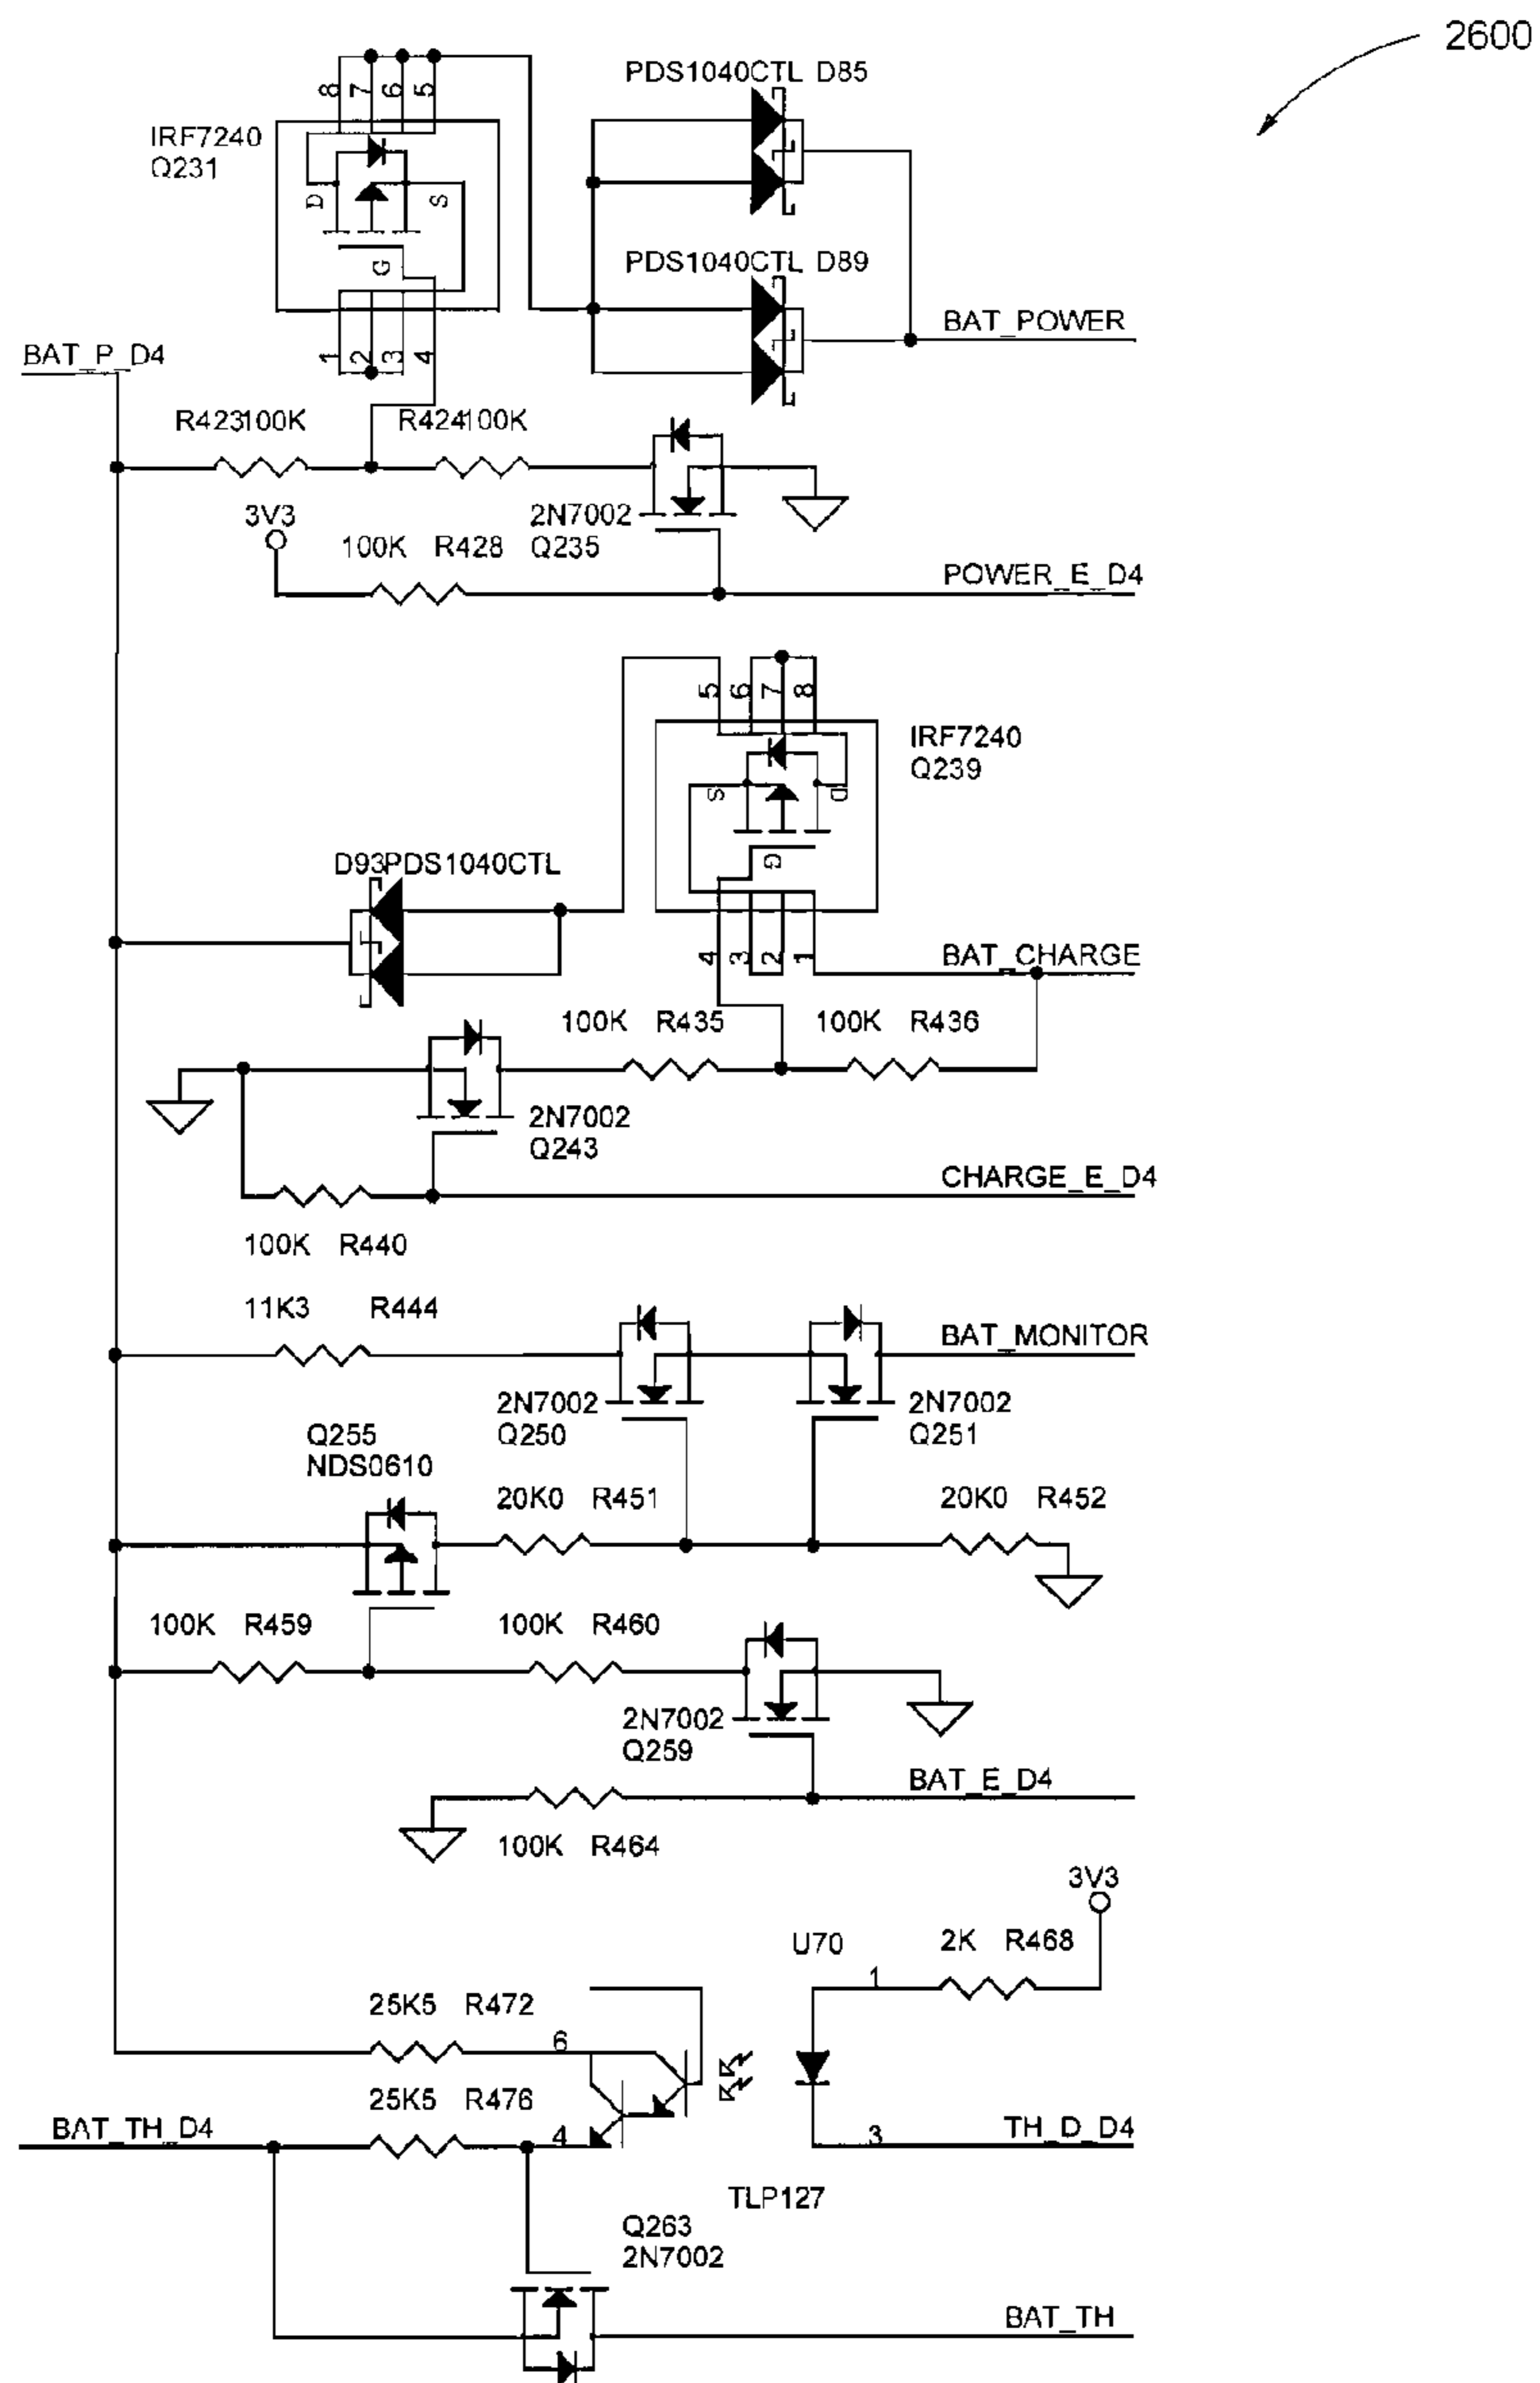 2600
PDS1040CTL D85
8 7 6 5
IRF7240
Q231
D S
G
PDS1040CTL D89
BAT_POWER
1 2 3 4
BAT_P_D4
R423100K R424100K
3V3
2N7002
Q235
100K R428
POWER_E_D4
5 6 7 8
IRF7240
Q239
S D
G
D93PDS1040CTL
4 3 2 1
BAT_CHARGE
100K R435 100K R436
2N7002
Q243
CHARGE_E_D4
100K R440
11K3 R444
BAT_MONITOR
2N7002
Q250
2N7002
Q251
Q255
NDS0610
20K0 R451 20K0 R452
100K R459 100K R460
2N7002
Q259
BAT_E_D4
100K R464
3V3
U70
2K R468
1
25K5 R472
6
25K5 R476
BAT_TH_D4
4
3
TH_D_D4
TLP127
Q263
2N7002
BAT_TH